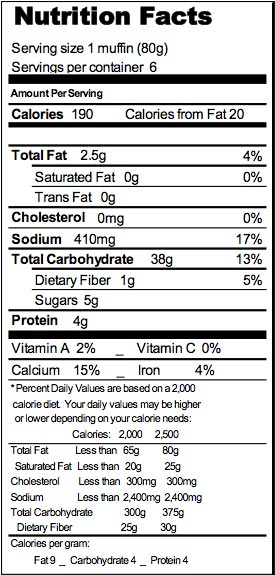 Nutrition Facts
Serving size 1 muffin (80g)
Servings per container 6
Amount Per Serving
Calories 190 Calories from Fat 20
Total Fat 2.5g 4%
Saturated Fat 0g 0%
Trans Fat 0g
Cholesterol 0mg 0%
Sodium 410mg 17%
Total Carbohydrate 38g 13%
Dietary Fiber 1g 5%
Sugars 5g
Protein 4g
Vitamin A 2% _ Vitamin C 0%
Calcium 15% _ Iron 4%
* Percent Daily Values are based on a 2,000
calorie diet. Your daily values may be higher
or lower depending on your calorie needs:
Calories: 2,000 2,500
Total Fat Less than 65g 80g
Saturated Fat Less than 20g 25g
Cholesterol Less than 300mg 300mg
Sodium Less than 2,400mg 2,400mg
Total Carbohydrate 300g 375g
Dietary Fiber 25g 30g
Calories per gram:
Fat 9 _ Carbohydrate 4 _ Protein 4